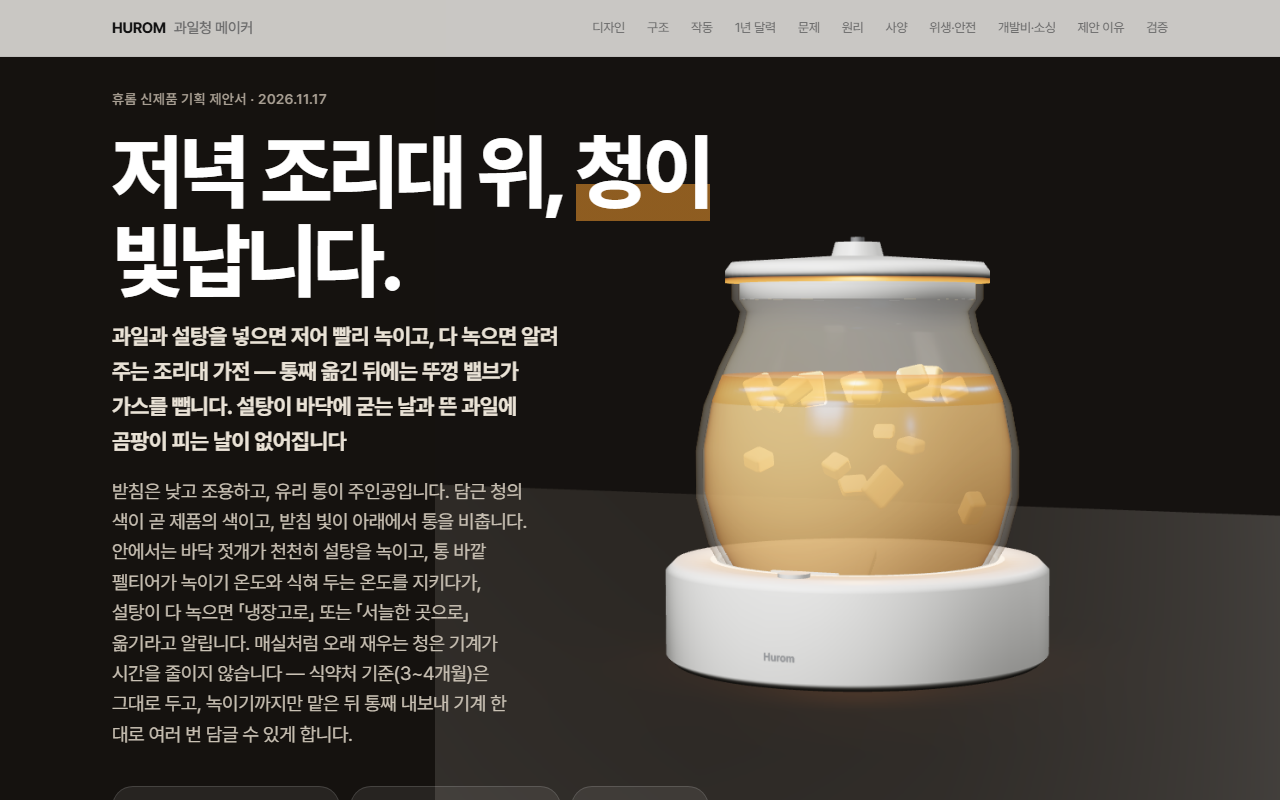 HUROM 과일청 메이커
디자인 구조 작동 1년 달력 문제 원리 사양 위생·안전 개발비·소싱 제안 이유 검증
휴롬 신제품 기획 제안서 · 2026.11.17
저녁 조리대 위, 청이
빛납니다.
과일과 설탕을 넣으면 저어 빨리 녹이고, 다 녹으면 알려
주는 조리대 가전 — 통째 옮긴 뒤에는 뚜껑 밸브가
가스를 뺍니다. 설탕이 바닥에 굳는 날과 뜬 과일에
곰팡이 피는 날이 없어집니다
받침은 낮고 조용하고, 유리 통이 주인공입니다. 담근 청의
색이 곧 제품의 색이고, 받침 빛이 아래에서 통을 비춥니다.
안에서는 바닥 젓개가 천천히 설탕을 녹이고, 통 바깥
펠티어가 녹이기 온도와 식혀 두는 온도를 지키다가,
설탕이 다 녹으면 「냉장고로」 또는 「서늘한 곳으로」
옮기라고 알립니다. 매실처럼 오래 재우는 청은 기계가
시간을 줄이지 않습니다 — 식약처 기준(3~4개월)은
그대로 두고, 녹이기까지만 맡은 뒤 통째 내보내 기계 한
대로 여러 번 담글 수 있게 합니다.
Hurom